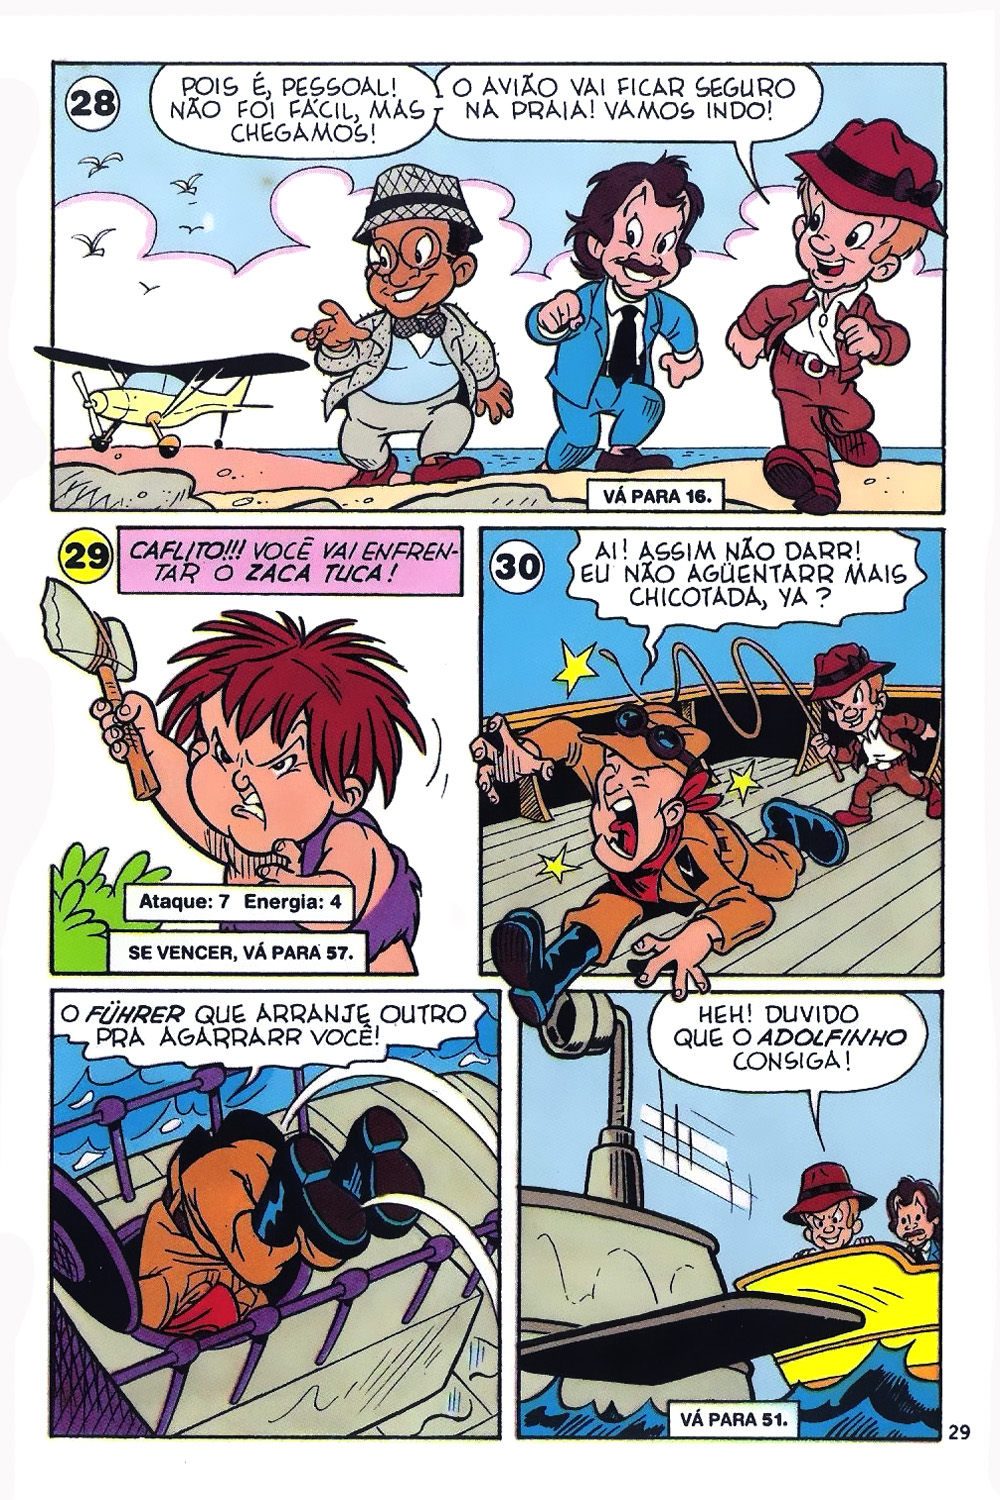 28
POIS É, PESSOAL!
NÃO FOI FÁCIL, MAS
CHEGAMOS!
O AVIÃO VAI FICAR SEGURO
NA PRAIA! VAMOS INDO!
VÁ PARA 16.
29
CAFLITO!!! VOCÊ VAI ENFREN-
TAR O ZACA TUCA!
Ataque: 7 Energia: 4
SE VENCER, VÁ PARA 57.
30
AI! ASSIM NÃO DARR!
EU NÃO AGÜENTARR MAIS
CHICOTADA, YA?
O FÜHRER QUE ARRANJE OUTRO
PRA AGARRARR VOCÊ!
HEH! DUVIDO
QUE O ADOLFINHO
CONSIGA!
VÁ PARA 51.
29